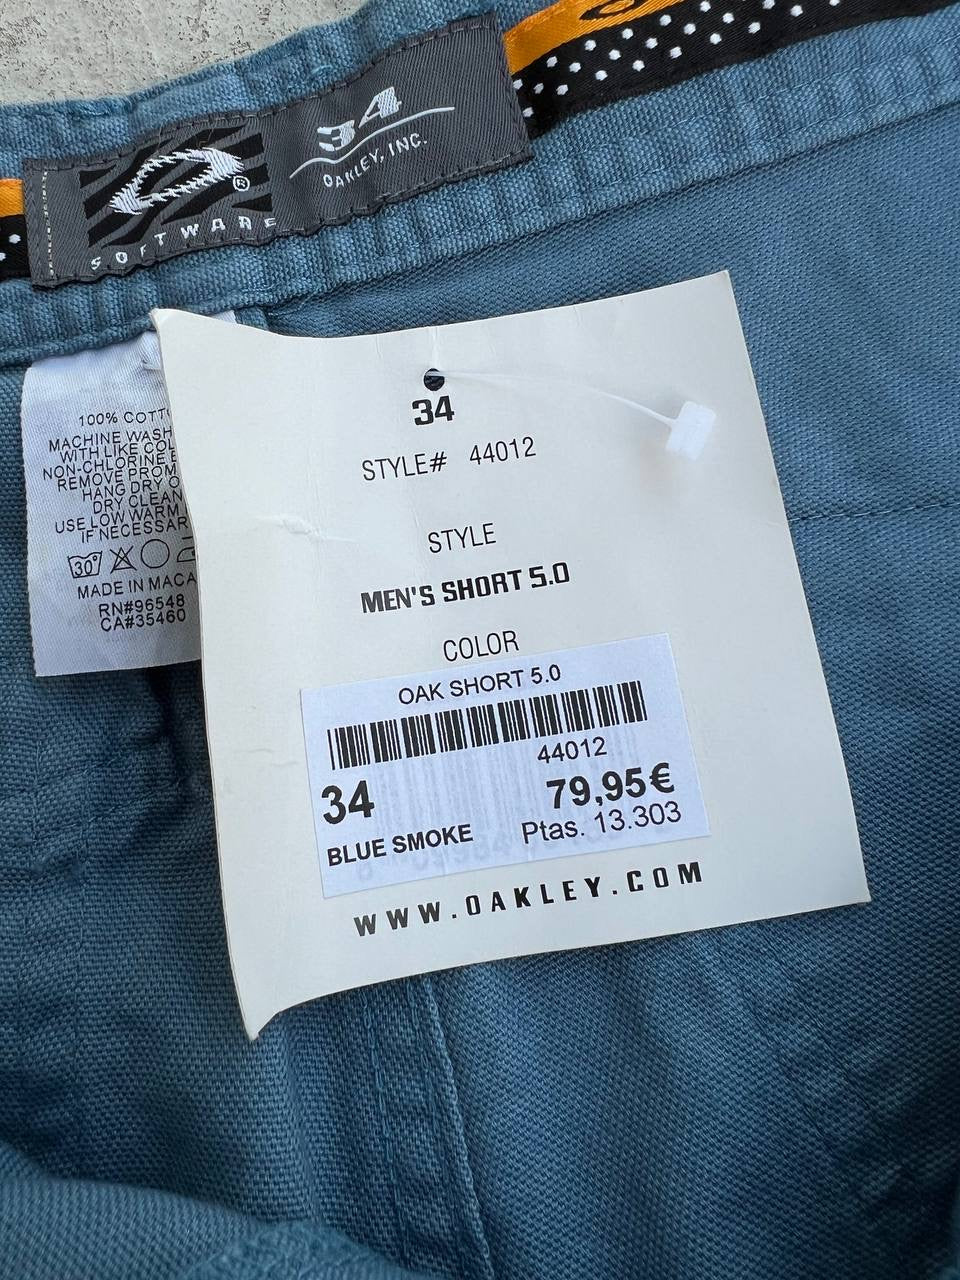 34
OAKLEY, INC.
SOFTWARE
100% COTT
MACHINE WASH
WITH LIKE COL
NON-CHLORINE B
REMOVE PROM
HANG DRY O
DRY CLEAN
USE LOW WARM
IF NECESSAR
30°
MADE IN MACA
RN#96548
CA#35460
34
STYLE# 44012
STYLE
MEN'S SHORT 5.0
COLOR
OAK SHORT 5.0
44012
34 79,95€
BLUE SMOKE Ptas. 13.303
WWW.OAKLEY.COM